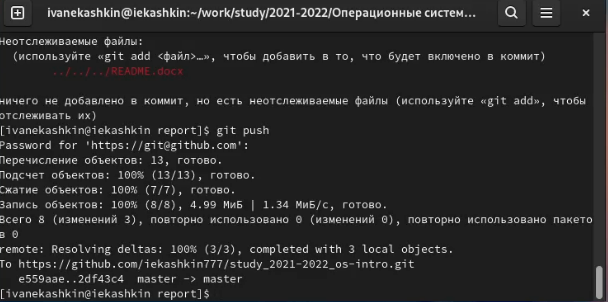 ivanekashkin@iekashkin:~/work/study/2021-2022/Операционные систем...
Неотслеживаемые файлы:
(используйте «git add <файл>…», чтобы добавить в то, что будет включено в коммит)
../../../README.docx
ничего не добавлено в коммит, но есть неотслеживаемые файлы (используйте «git add», чтобы
отслеживать их)
[ivanekashkin@iekashkin report]$ git push
Password for 'https://git@github.com':
Перечисление объектов: 13, готово.
Подсчет объектов: 100% (13/13), готово.
Сжатие объектов: 100% (7/7), готово.
Запись объектов: 100% (8/8), 4.99 МиБ | 1.34 МиБ/с, готово.
Всего 8 (изменений 3), повторно использовано 0 (изменений 0), повторно использовано пакето
в 0
remote: Resolving deltas: 100% (3/3), completed with 3 local objects.
To https://github.com/iekashkin777/study_2021-2022_os-intro.git
e559aae..2df43c4  master -> master
[ivanekashkin@iekashkin report]$